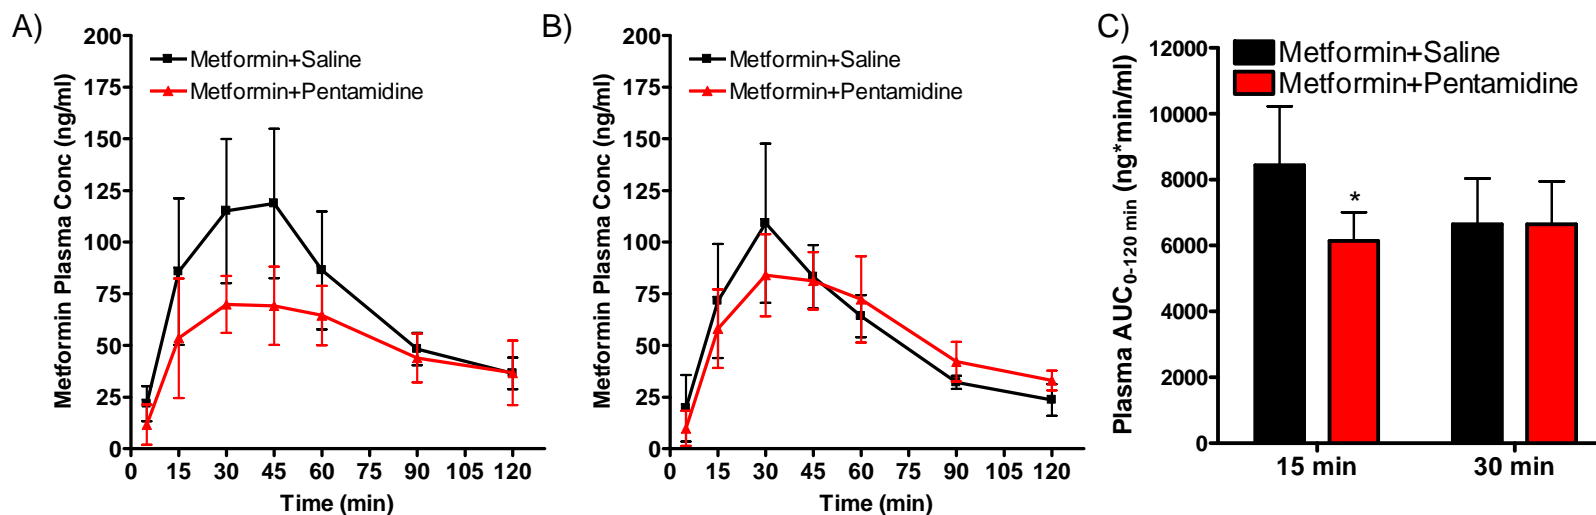 A)
Metformin Plasma Conc (ng/ml)
200
175
150
125
100
75
50
25
0
Metformin+Saline
Metformin+Pentamidine
0 15 30 45 60 75 90 105 120
Time (min)
B)
Metformin Plasma Conc (ng/ml)
200
175
150
125
100
75
50
25
0
Metformin+Saline
Metformin+Pentamidine
0 15 30 45 60 75 90 105 120
Time (min)
C)
Plasma AUC0-120 min (ng*min/ml)
12000
10000
8000
6000
4000
2000
0
Metformin+Saline
Metformin+Pentamidine
*
15 min 30 min